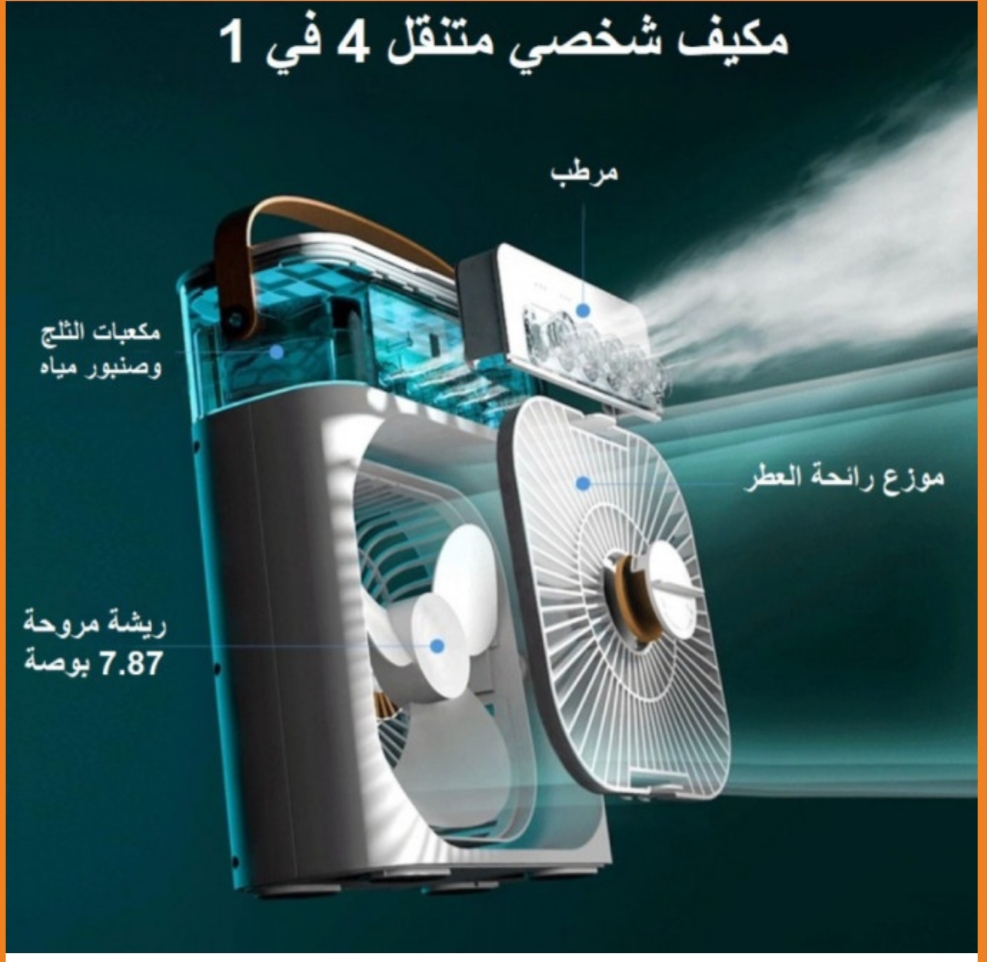 مكيف شخصي متنقل 4 في 1
مرطب
مكعبات الثلج
وصنبور مياه
موزع رائحة العطر
ريشة مروحة
7.87 بوصة